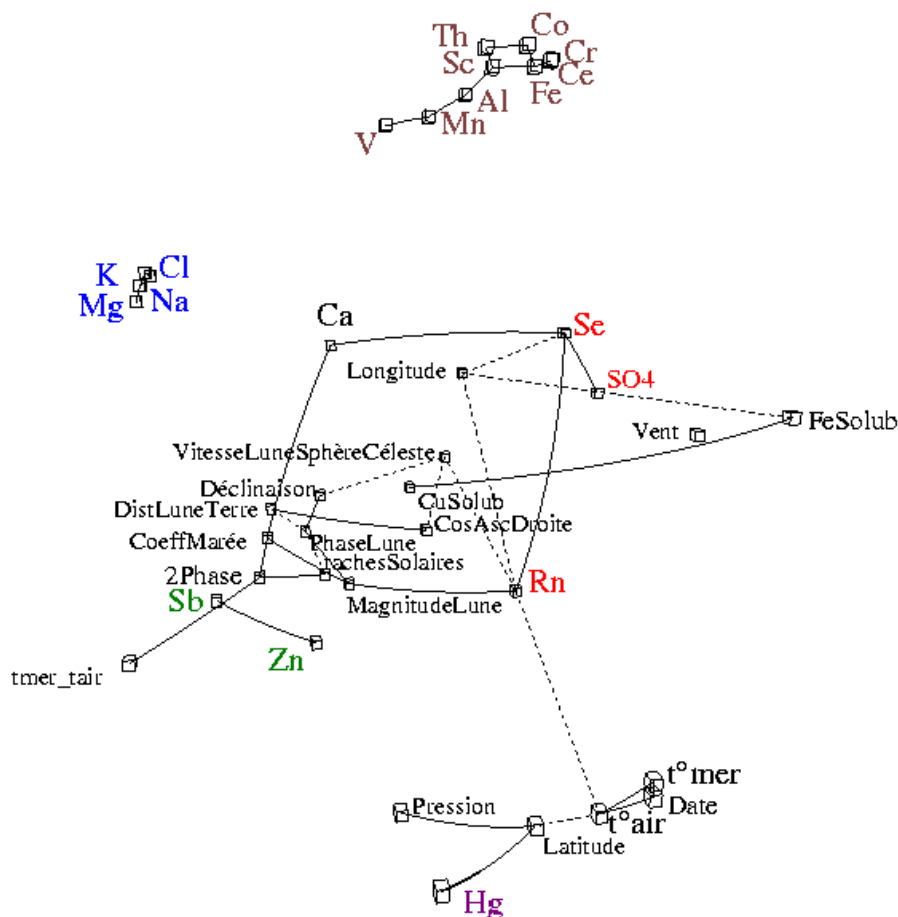 Th
Co
Sc
Cr
Ce
Fe
Al
Mn
V
K
Cl
Mg
Na
Ca
Se
Longitude
SO4
Vent
FeSolub
VitesseLuneSphèreCéleste
Déclinaison
CuSolub
DistLuneTerre
CosAscDroite
CoeffMarée
PhaseLune
rachesSolaires
2Phase
Rn
Sb
MagnitudeLune
Zn
tmer_tair
t°mer
Pression
Date
t°air
Latitude
Hg